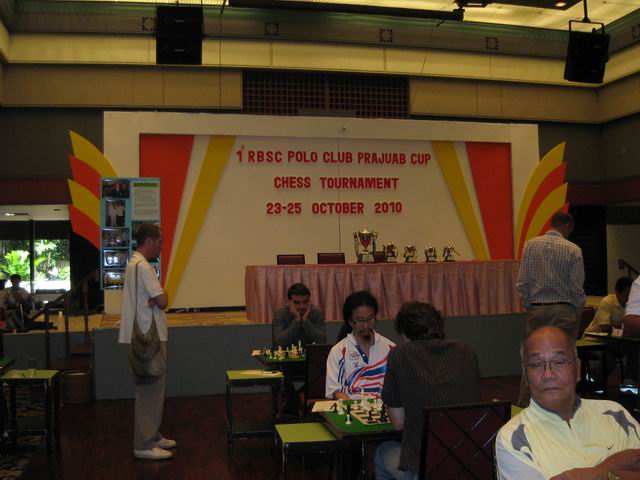 1st RBSC POLO CLUB PRAJUAB CUP
CHESS TOURNAMENT
23-25 OCTOBER 2010